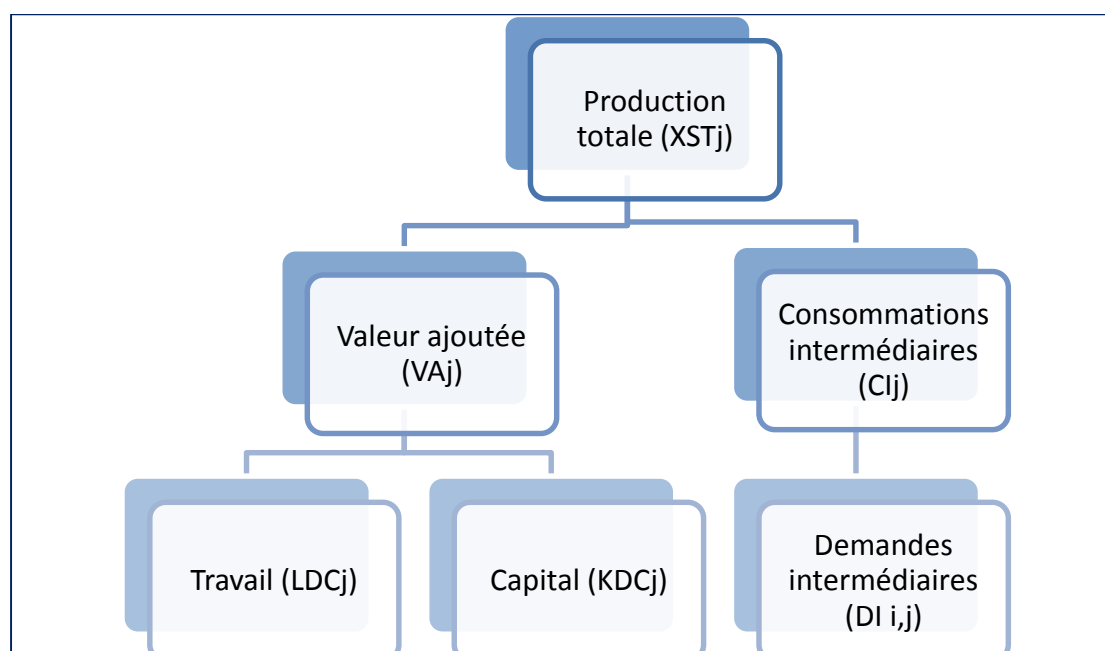 Production
totale (XSTj)
Valeur ajoutée
(VAj)
Consommations
intermédiaires
(CIj)
Travail (LDCj)
Capital (KDCj)
Demandes
intermédiaires
(DI i,j)